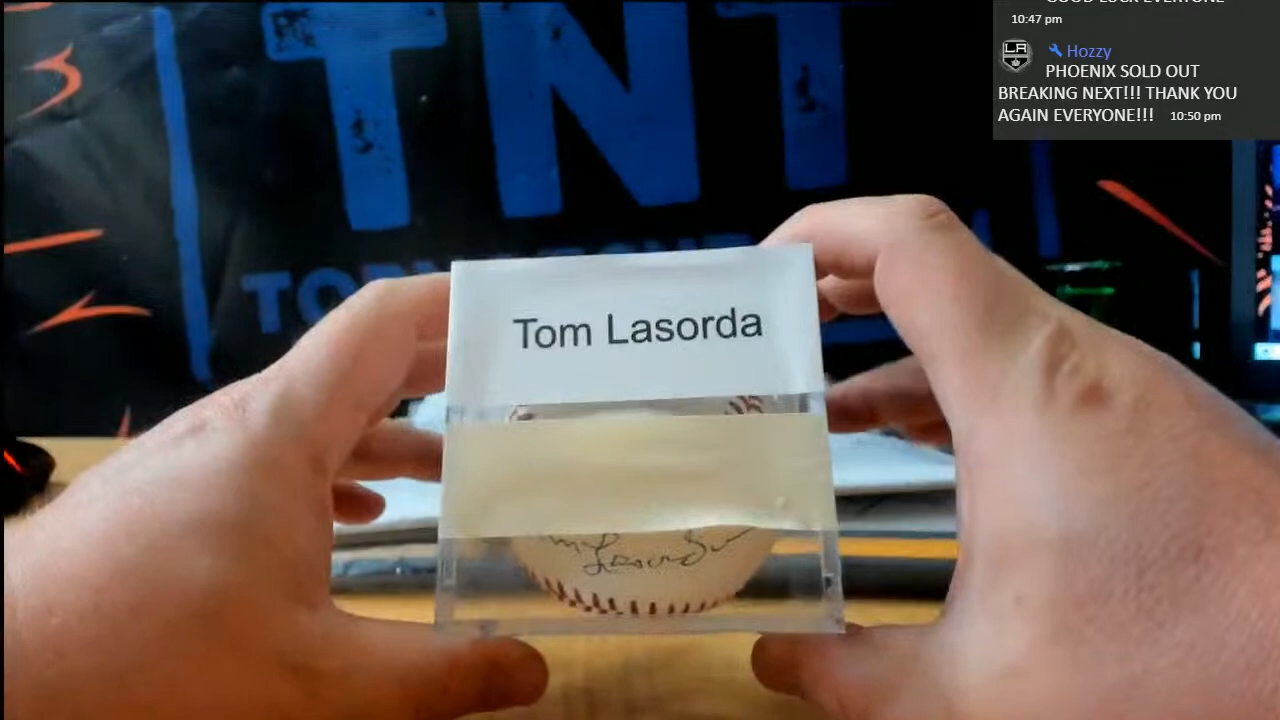 10:47 pm
Hozzy
PHOENIX SOLD OUT
BREAKING NEXT!!! THANK YOU
AGAIN EVERYONE!!! 10:50 pm
TNT
Tom Lasorda
Lasorda